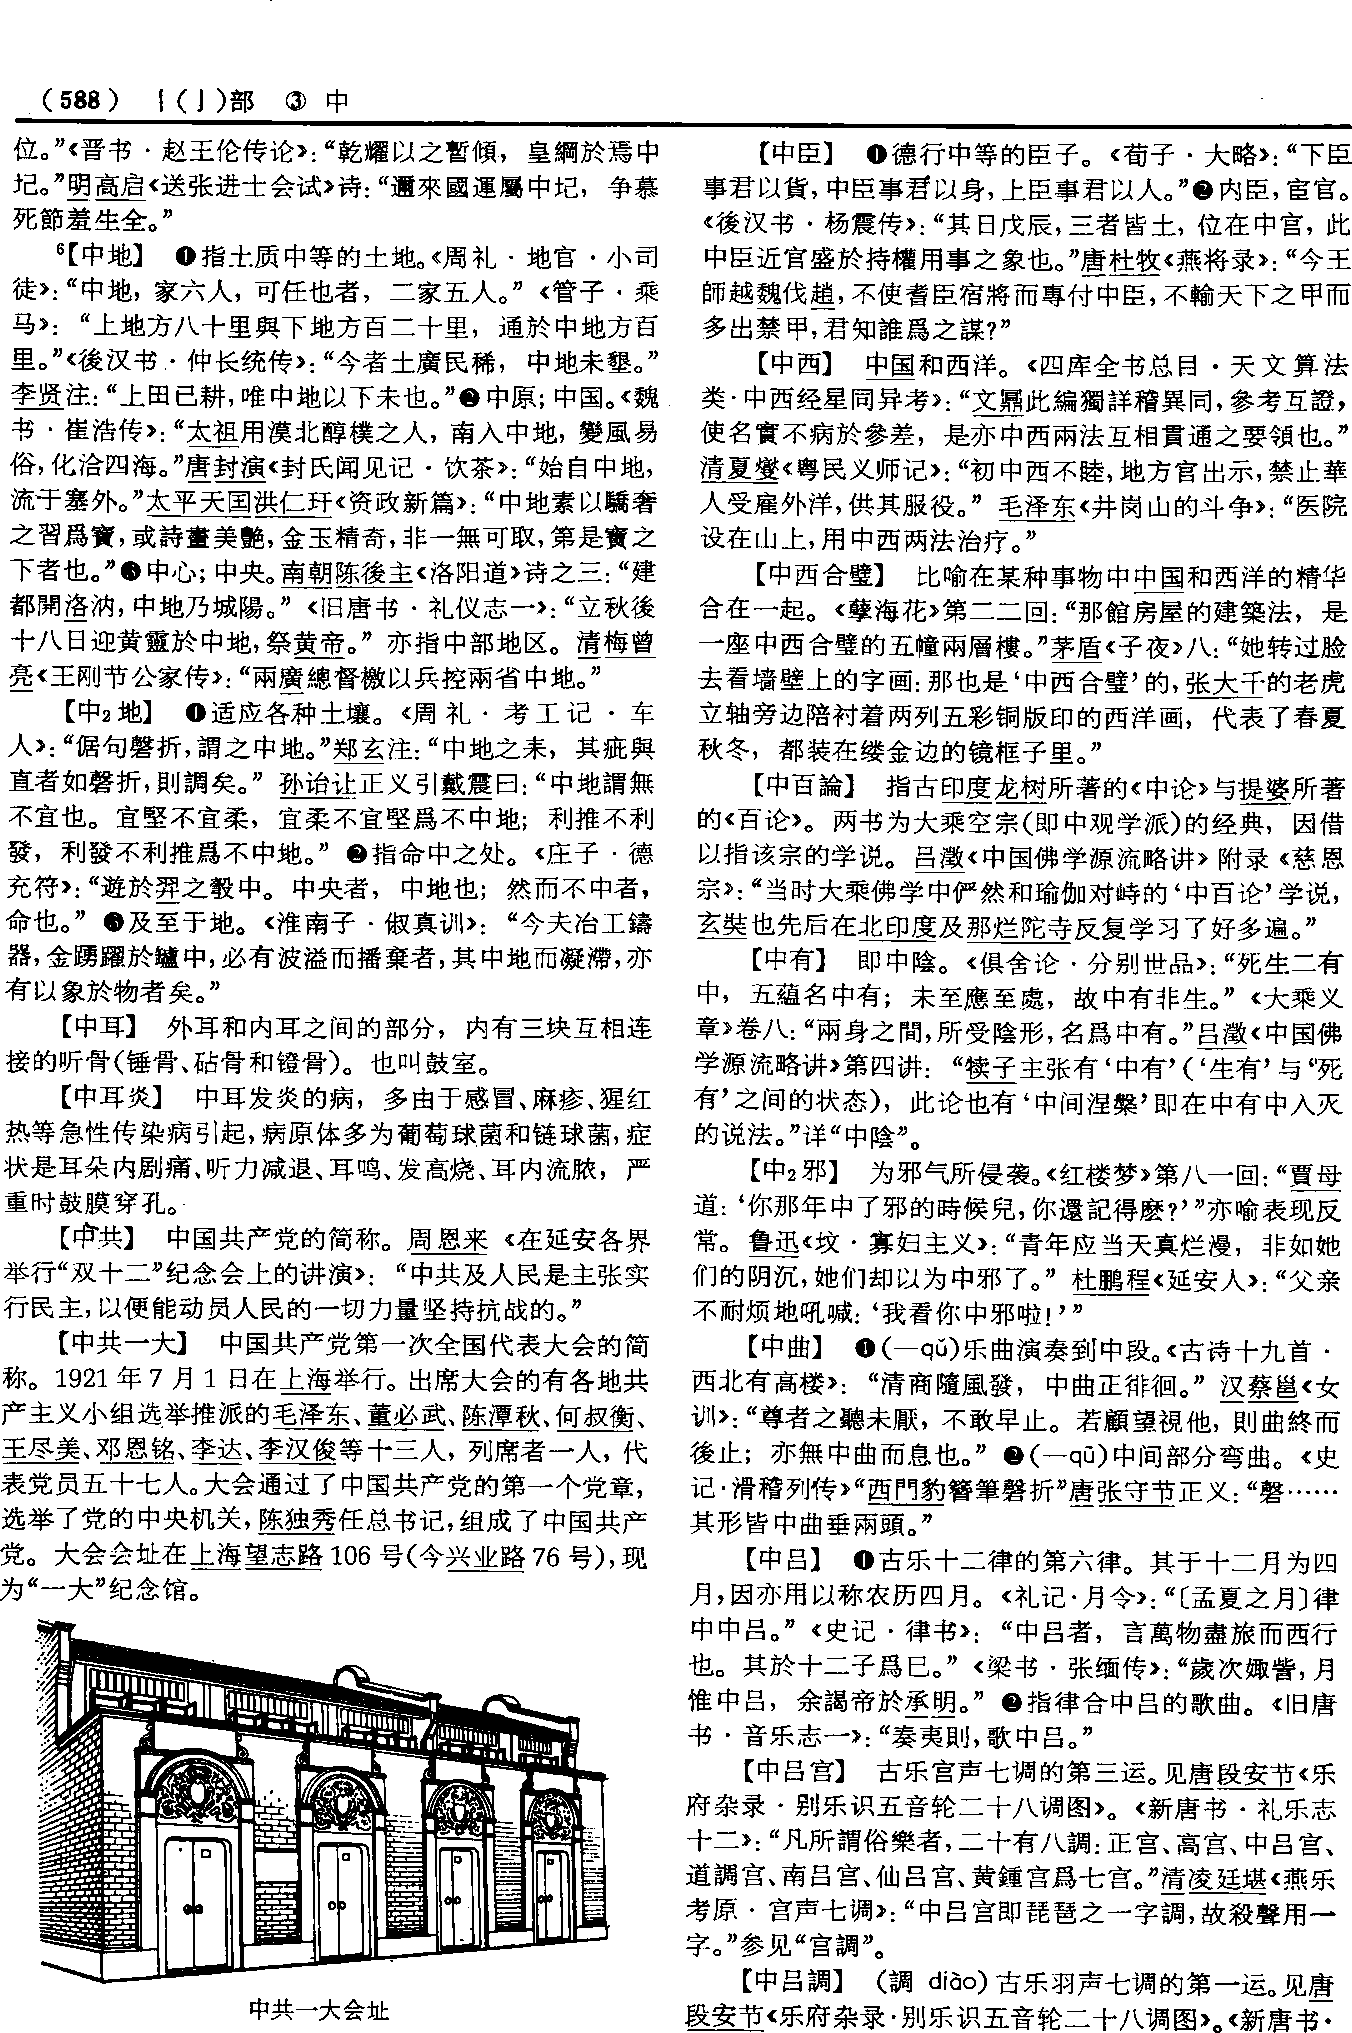 (588) 丨(亅)部 ③ 中
位。”《晋书·赵王伦传论》：“乾耀以之暫傾，皇綱於焉中
圮。”明高启《送张进士会试》诗：“邇來國運屬中圮，争慕
死節羞生全。”
⁶【中地】 ❶指土质中等的土地。《周礼·地官·小司
徒》：“中地，家六人，可任也者，二家五人。”《管子·乘
马》：“上地方八十里與下地方百二十里，通於中地方百
里。”《後汉书·仲长统传》：“今者土廣民稀，中地未墾。”
李贤注：“上田已耕，唯中地以下未也。”❷中原；中国。《魏
书·崔浩传》：“太祖用漠北醇樸之人，南入中地，變風易
俗，化洽四海。”唐封演《封氏闻见记·饮茶》：“始自中地，
流于塞外。”太平天国洪仁玕《资政新篇》：“中地素以驕奢
之習爲寶，或詩畫美艷，金玉精奇，非一無可取，第是寶之
下者也。”❸中心；中央。南朝陈後主《洛阳道》诗之三：“建
都開洛汭，中地乃城陽。”《旧唐书·礼仪志一》：“立秋後
十八日迎黄靈於中地，祭黄帝。”亦指中部地区。清梅曾
亮《王刚节公家传》：“兩廣總督檄以兵控兩省中地。”
【中₂地】 ❶适应各种土壤。《周礼·考工记·车
人》：“倨句磬折，謂之中地。”郑玄注：“中地之耒，其疵與
直者如磬折，則調矣。”孙诒让正义引戴震曰：“中地謂無
不宜也。宜堅不宜柔，宜柔不宜堅爲不中地；利推不利
發，利發不利推爲不中地。”❷指命中之处。《庄子·德
充符》：“遊於羿之彀中。中央者，中地也；然而不中者，
命也。”❸及至于地。《淮南子·俶真训》：“今夫冶工鑄
器，金踴躍於鑪中，必有波溢而播棄者，其中地而凝滯，亦
有以象於物者矣。”
【中耳】 外耳和内耳之间的部分，内有三块互相连
接的听骨(锤骨、砧骨和镫骨)。也叫鼓室。
【中耳炎】 中耳发炎的病，多由于感冒、麻疹、猩红
热等急性传染病引起，病原体多为葡萄球菌和链球菌，症
状是耳朵内剧痛、听力减退、耳鸣、发高烧、耳内流脓，严
重时鼓膜穿孔。
【中共】 中国共产党的简称。周恩来《在延安各界
举行“双十二”纪念会上的讲演》：“中共及人民是主张实
行民主，以便能动员人民的一切力量坚持抗战的。”
【中共一大】 中国共产党第一次全国代表大会的简
称。1921年7月1日在上海举行。出席大会的有各地共
产主义小组选举推派的毛泽东、董必武、陈潭秋、何叔衡、
王尽美、邓恩铭、李达、李汉俊等十三人，列席者一人，代
表党员五十七人。大会通过了中国共产党的第一个党章，
选举了党的中央机关，陈独秀任总书记，组成了中国共产
党。大会会址在上海望志路106号(今兴业路76号)，现
为“一大”纪念馆。
中共一大会址
【中臣】 ❶德行中等的臣子。《荀子·大略》：“下臣
事君以貨，中臣事君以身，上臣事君以人。”❷内臣，宦官。
《後汉书·杨震传》：“其日戊辰，三者皆土，位在中宫，此
中臣近官盛於持權用事之象也。”唐杜牧《燕将录》：“今王
師越魏伐趙，不使耆臣宿將而專付中臣，不輸天下之甲而
多出禁甲，君知誰爲之謀？”
【中西】 中国和西洋。《四库全书总目·天文算法
类·中西经星同异考》：“文鼐此编獨詳稽異同，參考互證，
使名實不病於參差，是亦中西兩法互相貫通之要領也。”
清夏燮《粤民义师记》：“初中西不睦，地方官出示，禁止華
人受雇外洋，供其服役。”毛泽东《井岗山的斗争》：“医院
设在山上，用中西两法治疗。”
【中西合璧】 比喻在某种事物中中国和西洋的精华
合在一起。《孽海花》第二二回：“那館房屋的建築法，是
一座中西合璧的五幢兩層樓。”茅盾《子夜》八：“她转过脸
去看墙壁上的字画：那也是‘中西合璧’的，张大千的老虎
立轴旁边陪衬着两列五彩铜版印的西洋画，代表了春夏
秋冬，都装在缕金边的镜框子里。”
【中百論】 指古印度龙树所著的《中论》与提婆所著
的《百论》。两书为大乘空宗(即中观学派)的经典，因借
以指该宗的学说。吕澂《中国佛学源流略讲》附录《慈恩
宗》：“当时大乘佛学中俨然和瑜伽对峙的‘中百论’学说，
玄奘也先后在北印度及那烂陀寺反复学习了好多遍。”
【中有】 即中陰。《俱舍论·分别世品》：“死生二有
中，五蕴名中有；未至應至處，故中有非生。”《大乘义
章》卷八：“兩身之間，所受陰形，名爲中有。”吕澂《中国佛
学源流略讲》第四讲：“犊子主张有‘中有’(‘生有’与‘死
有’之间的状态)，此论也有‘中间涅槃’即在中有中入灭
的说法。”详“中陰”。
【中₂邪】 为邪气所侵袭。《红楼梦》第八一回：“賈母
道：‘你那年中了邪的時候兒，你還記得麽？’”亦喻表现反
常。鲁迅《坟·寡妇主义》：“青年应当天真烂漫，非如她
们的阴沉，她们却以为中邪了。”杜鹏程《延安人》：“父亲
不耐烦地吼喊：‘我看你中邪啦！’”
【中曲】 ❶(—qǔ)乐曲演奏到中段。《古诗十九首·
西北有高楼》：“清商隨風發，中曲正徘徊。”汉蔡邕《女
训》：“尊者之聽未厭，不敢早止。若顧望視他，則曲終而
後止；亦無中曲而息也。”❷(—qū)中间部分弯曲。《史
记·滑稽列传》“西門豹簪筆磬折”唐张守节正义：“磬……
其形皆中曲垂兩頭。”
【中吕】 ❶古乐十二律的第六律。其于十二月为四
月，因亦用以称农历四月。《礼记·月令》：“〔孟夏之月〕律
中中吕。”《史记·律书》：“中吕者，言萬物盡旅而西行
也。其於十二子爲巳。”《梁书·张缅传》：“歲次娵訾，月
惟中吕，余謁帝於承明。”❷指律合中吕的歌曲。《旧唐
书·音乐志一》：“奏夷則，歌中吕。”
【中吕宫】 古乐宫声七调的第三运。见唐段安节《乐
府杂录·别乐识五音轮二十八调图》。《新唐书·礼乐志
十二》：“凡所謂俗樂者，二十有八調：正宫、高宫、中吕宫、
道調宫、南吕宫、仙吕宫、黄鍾宫爲七宫。”清凌廷堪《燕乐
考原·宫声七调》：“中吕宫即琵琶之一字調，故殺聲用一
字。”参见“宫調”。
【中吕調】 (調 diào)古乐羽声七调的第一运。见唐
段安节《乐府杂录·别乐识五音轮二十八调图》。《新唐书·